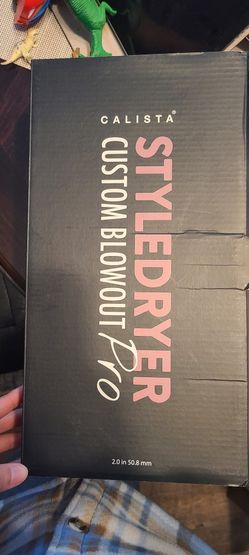 CALISTA®
STYLEDRYER
CUSTOM BLOWOUT Pro
2.0 in 50.8 mm